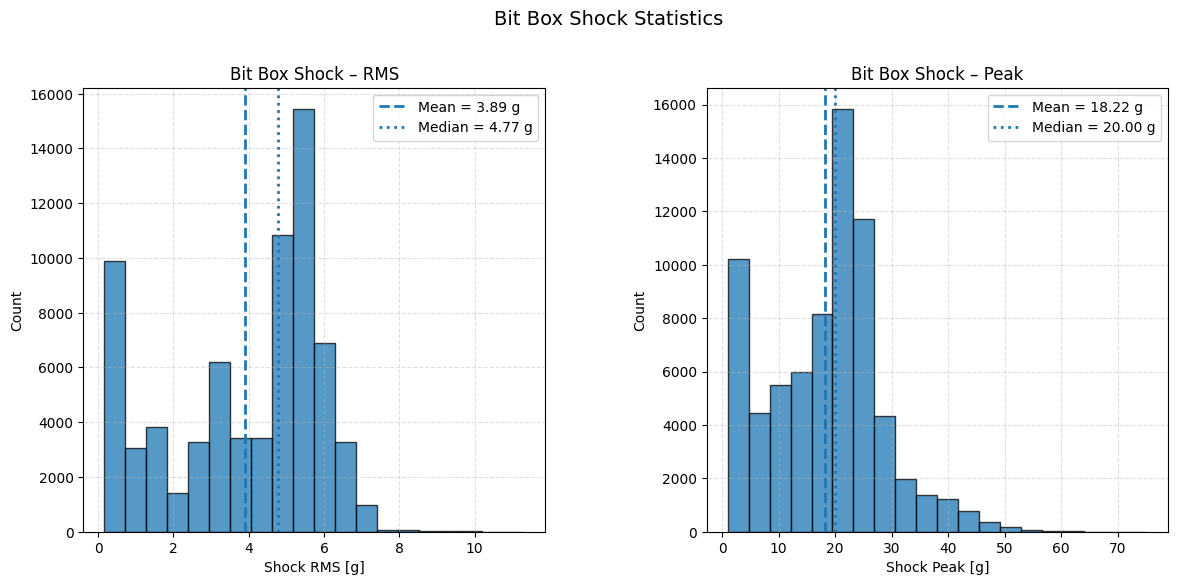 Bit Box Shock Statistics
Bit Box Shock – RMS
Mean = 3.89 g
Median = 4.77 g
16000
14000
12000
10000
8000
6000
4000
2000
0
Count
0 2 4 6 8 10
Shock RMS [g]
Bit Box Shock – Peak
Mean = 18.22 g
Median = 20.00 g
16000
14000
12000
10000
8000
6000
4000
2000
0
Count
0 10 20 30 40 50 60 70
Shock Peak [g]